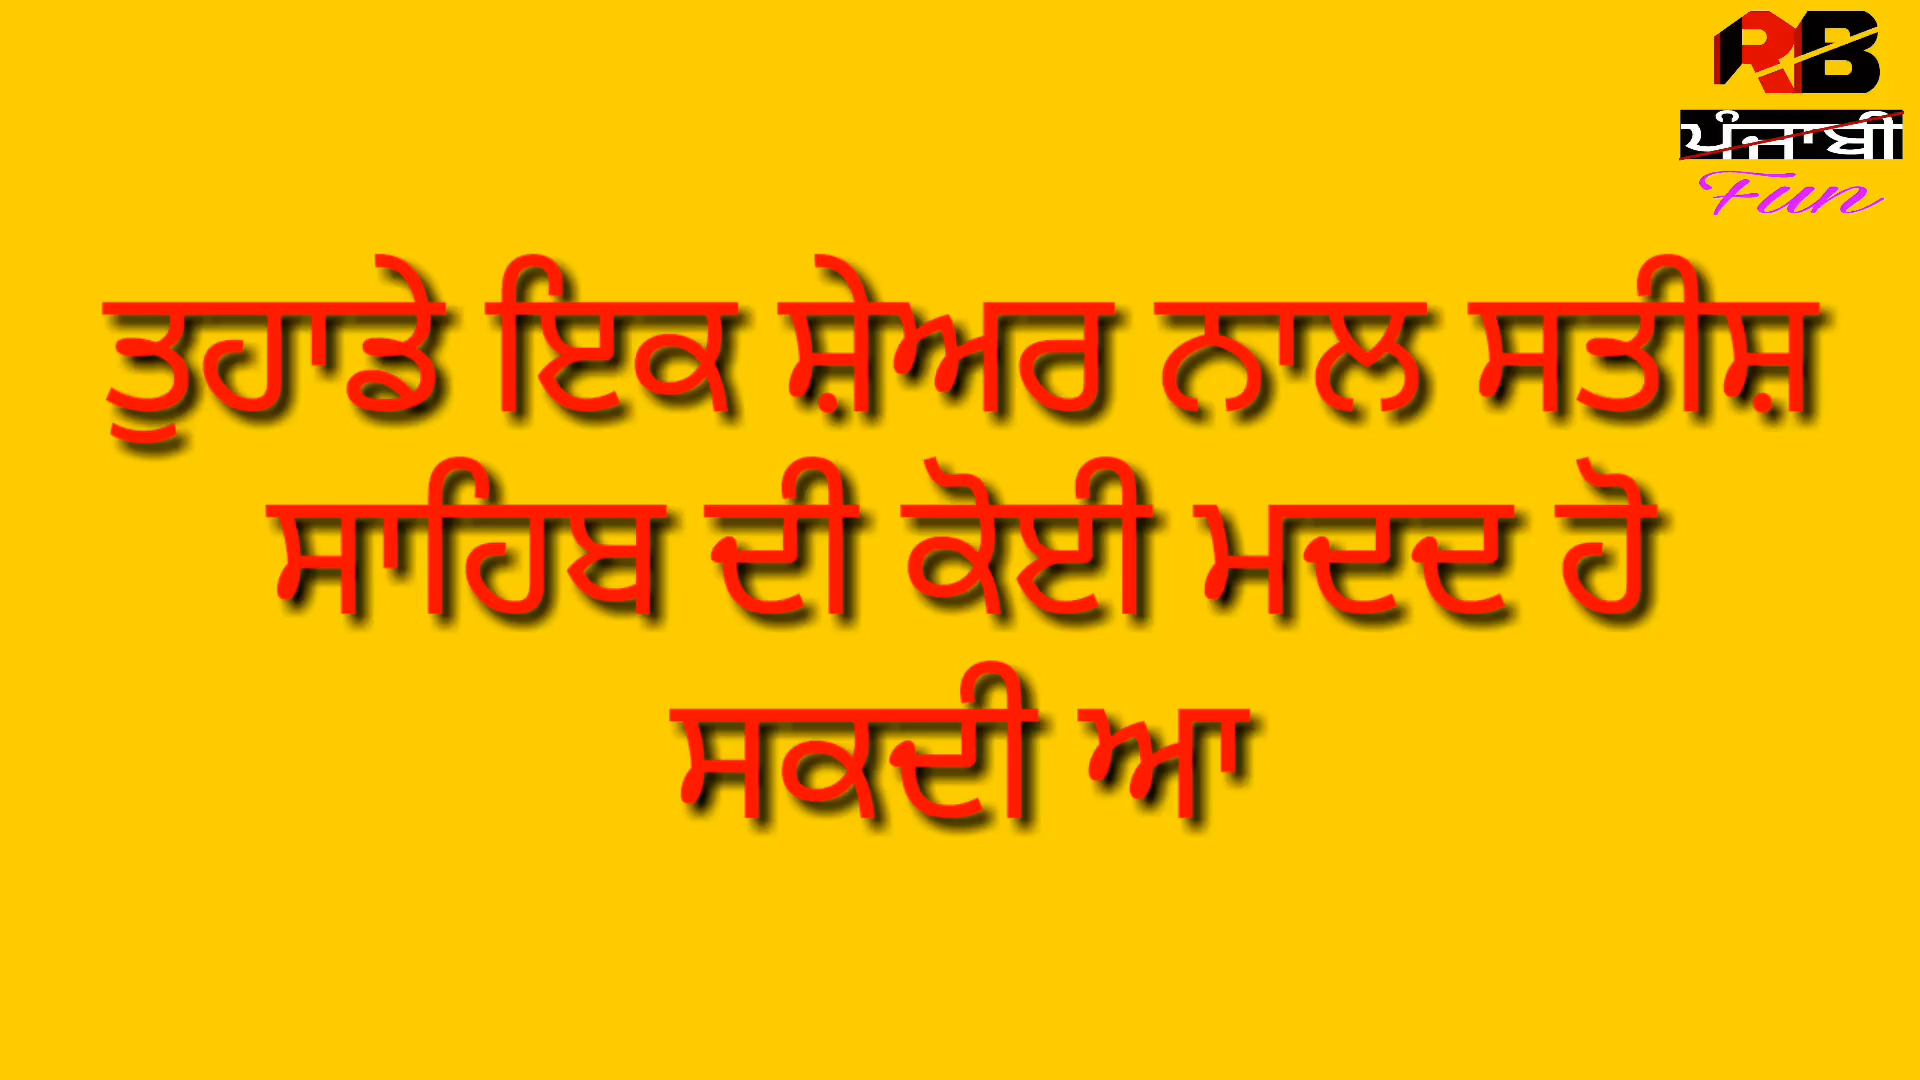 RB
ਪੰਜਾਬੀ
Fun
ਤੁਹਾਡੇ ਇਕ ਸ਼ੇਅਰ ਨਾਲ ਸਤੀਸ਼
ਸਾਹਿਬ ਦੀ ਕੋਈ ਮਦਦ ਹੋ
ਸਕਦੀ ਆ